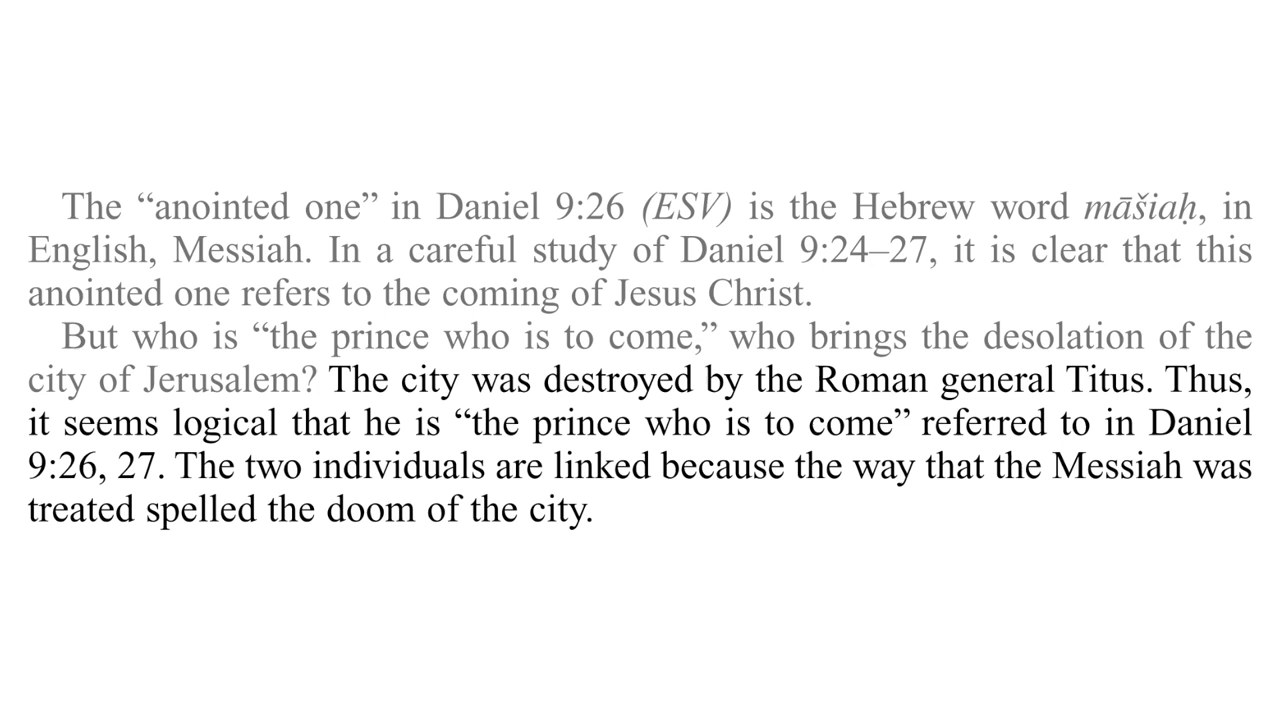 The “anointed one” in Daniel 9:26 (ESV) is the Hebrew word māšiaḥ, in
English, Messiah. In a careful study of Daniel 9:24–27, it is clear that this
anointed one refers to the coming of Jesus Christ.
But who is “the prince who is to come,” who brings the desolation of the
city of Jerusalem? The city was destroyed by the Roman general Titus. Thus,
it seems logical that he is “the prince who is to come” referred to in Daniel
9:26, 27. The two individuals are linked because the way that the Messiah was
treated spelled the doom of the city.